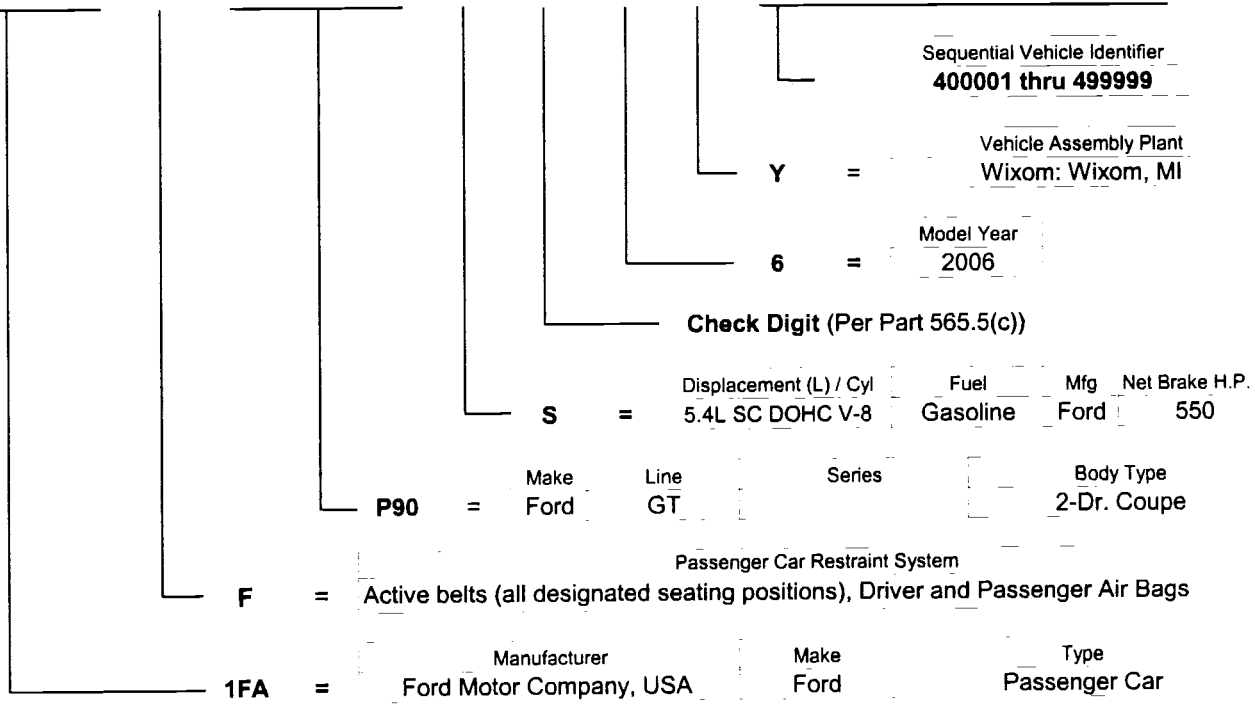 Sequential Vehicle Identifier
400001 thru 499999
Vehicle Assembly Plant
Y = Wixom: Wixom, MI
Model Year
6 = 2006
Check Digit (Per Part 565.5(c))
Displacement (L) / Cyl Fuel Mfg Net Brake H.P.
S = 5.4L SC DOHC V-8 Gasoline Ford 550
Make Line Series Body Type
P90 = Ford GT 2-Dr. Coupe
Passenger Car Restraint System
F = Active belts (all designated seating positions), Driver and Passenger Air Bags
Manufacturer Make Type
1FA = Ford Motor Company, USA Ford Passenger Car